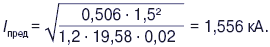 Iпред = √(0,506 · 1,5² / 1,2 · 19,58 · 0,02) = 1,556 кА.